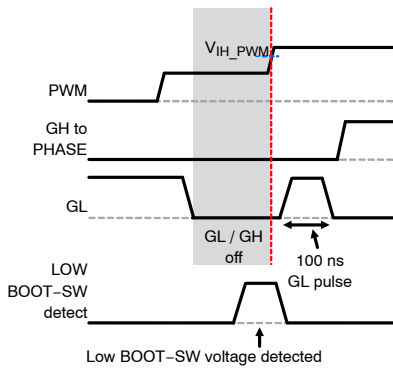 VIH_PWM
PWM
GH to
PHASE
GL
GL / GH
off
100 ns
GL pulse
LOW
BOOT−SW
detect
Low BOOT−SW voltage detected